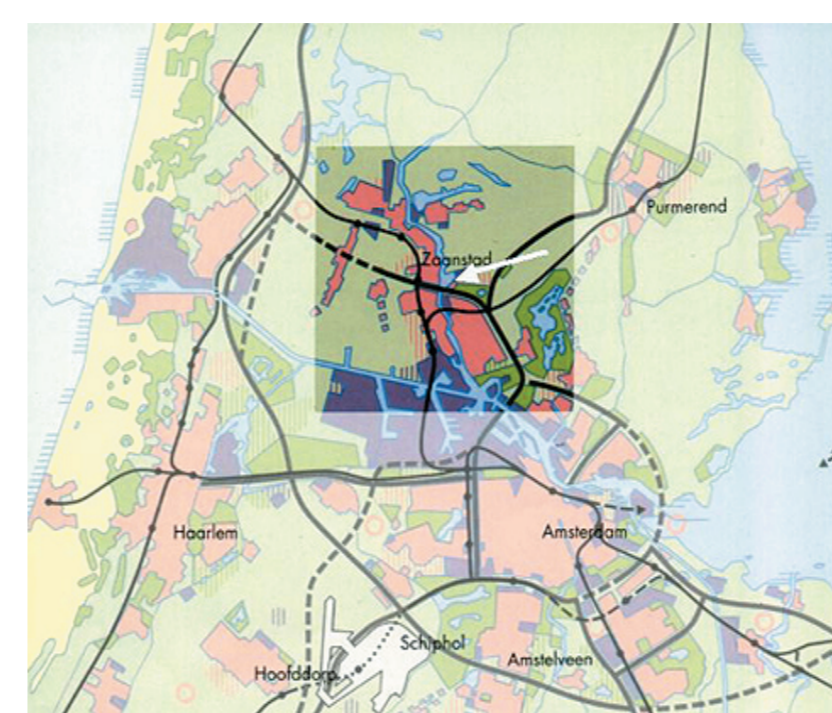 Purmerend
Zaanstad
Haarlem
Amsterdam
Schiphol
Amstelveen
Hoofddorp